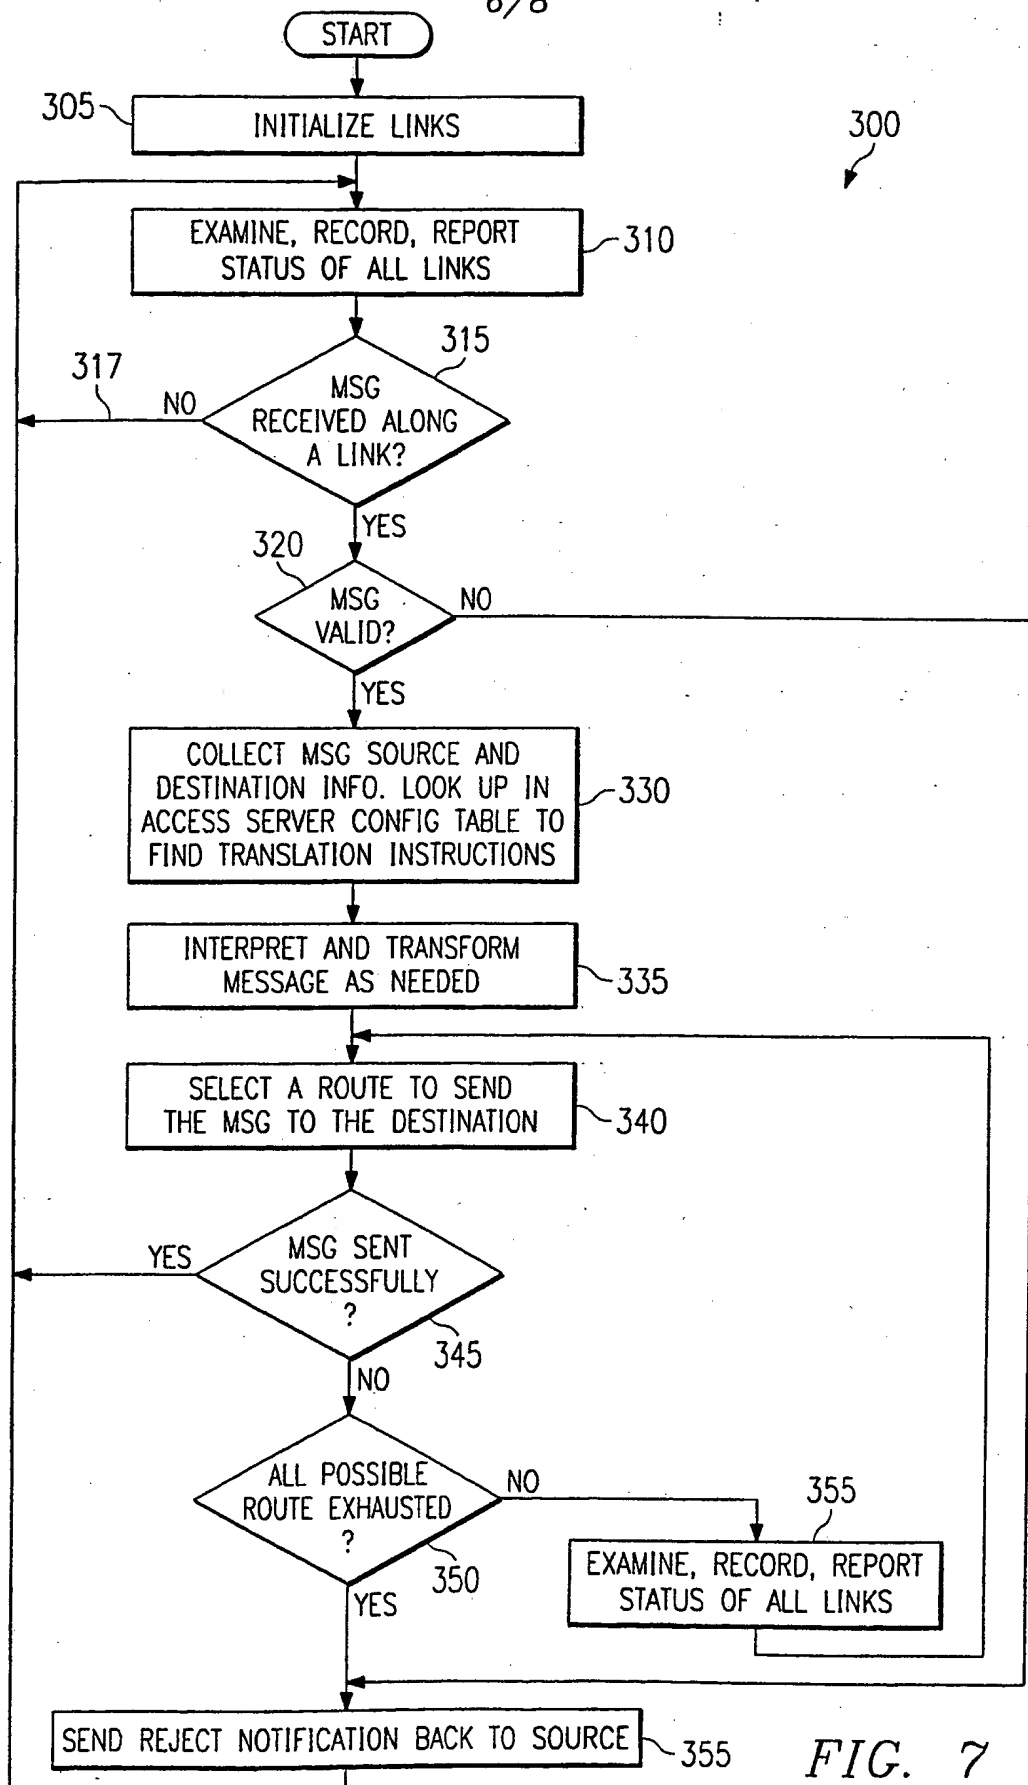 6/8
START
305
INITIALIZE LINKS
300
EXAMINE, RECORD, REPORT
STATUS OF ALL LINKS
310
315
317
NO
MSG
RECEIVED ALONG
A LINK?
YES
320
MSG
VALID?
NO
YES
COLLECT MSG SOURCE AND
DESTINATION INFO. LOOK UP IN
ACCESS SERVER CONFIG TABLE TO
FIND TRANSLATION INSTRUCTIONS
330
INTERPRET AND TRANSFORM
MESSAGE AS NEEDED
335
SELECT A ROUTE TO SEND
THE MSG TO THE DESTINATION
340
YES
MSG SENT
SUCCESSFULLY
?
345
NO
ALL POSSIBLE
ROUTE EXHAUSTED
?
350
NO
355
EXAMINE, RECORD, REPORT
STATUS OF ALL LINKS
YES
SEND REJECT NOTIFICATION BACK TO SOURCE
355
FIG. 7